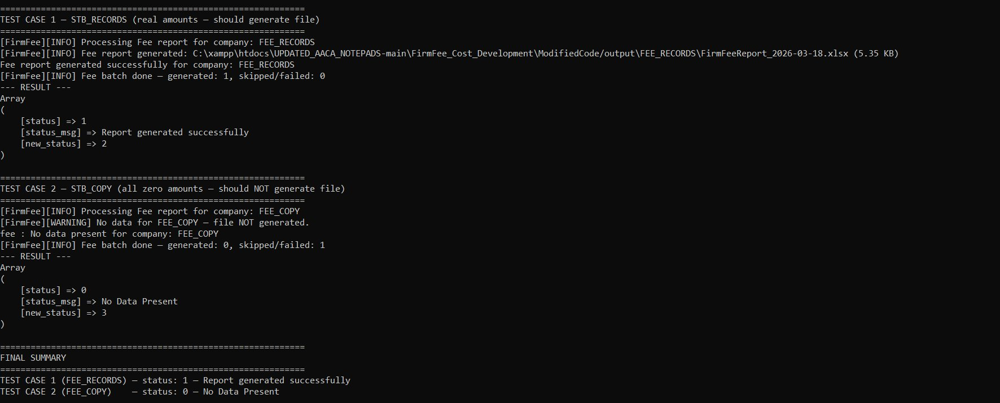 ============================================================
TEST CASE 1 — STB_RECORDS (real amounts — should generate file)
============================================================
[FirmFee][INFO] Processing Fee report for company: FEE_RECORDS
[FirmFee][INFO] Fee report generated: C:\xampp\htdocs\UPDATED_AACA_NOTEPADS-main\FirmFee_Cost_Development\ModifiedCode/output\FEE_RECORDS\FirmFeeReport_2026-03-18.xlsx (5.35 KB)
Fee report generated successfully for company: FEE_RECORDS
[FirmFee][INFO] Fee batch done — generated: 1, skipped/failed: 0
--- RESULT ---
Array
(
    [status] => 1
    [status_msg] => Report generated successfully
    [new_status] => 2
)

============================================================
TEST CASE 2 — STB_COPY (all zero amounts — should NOT generate file)
============================================================
[FirmFee][INFO] Processing Fee report for company: FEE_COPY
[FirmFee][WARNING] No data for FEE_COPY — file NOT generated.
fee : No data present for company: FEE_COPY
[FirmFee][INFO] Fee batch done — generated: 0, skipped/failed: 1
--- RESULT ---
Array
(
    [status] => 0
    [status_msg] => No Data Present
    [new_status] => 3
)

============================================================
FINAL SUMMARY
============================================================
TEST CASE 1 (FEE_RECORDS) — status: 1 — Report generated successfully
TEST CASE 2 (FEE_COPY)    — status: 0 — No Data Present